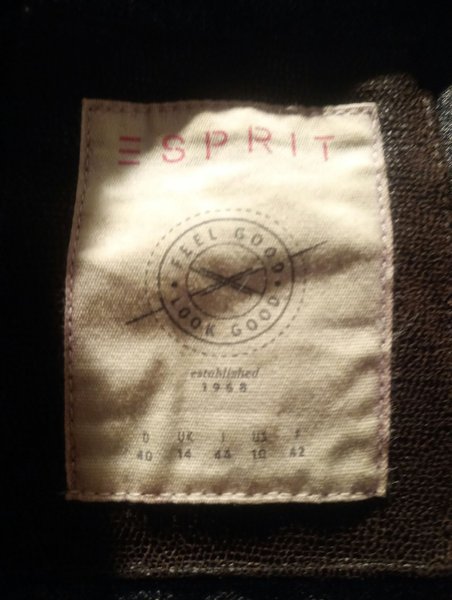 ESPRIT
FEEL GOOD
LOOK GOOD
established
1968
D UK I US F
40 14 44 10 42